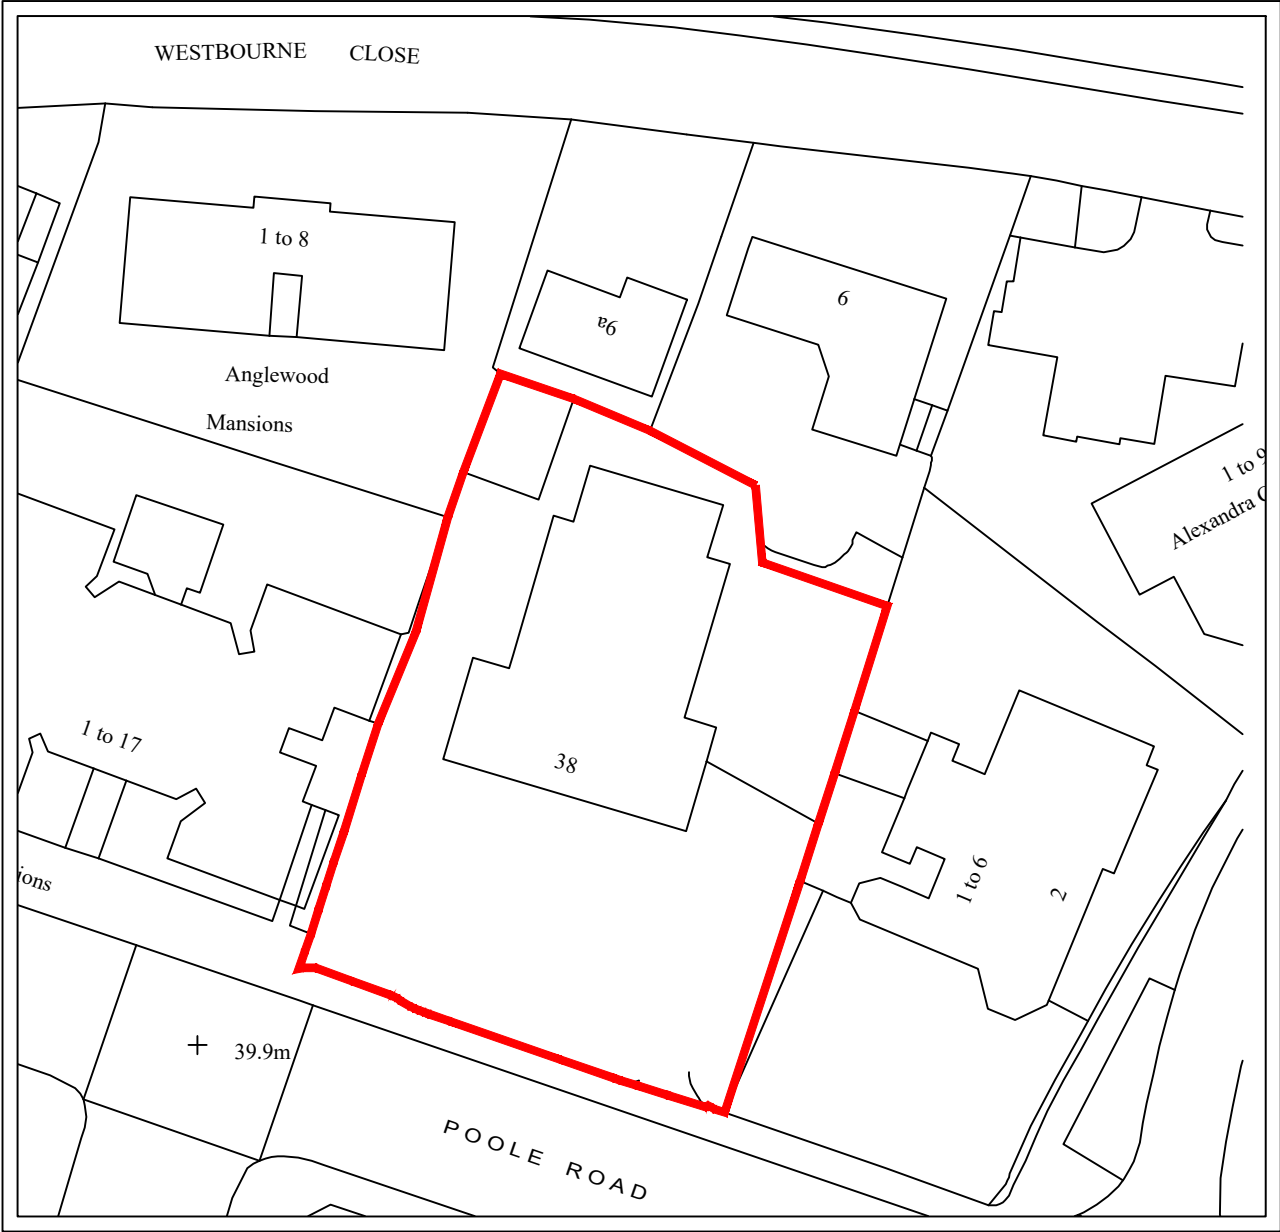 WESTBOURNE CLOSE
1 to 8
Anglewood
Mansions
9a
9
1 to 9
Alexandra
1 to 17
38
1 to 6
2
ions
39.9m
POOLE ROAD